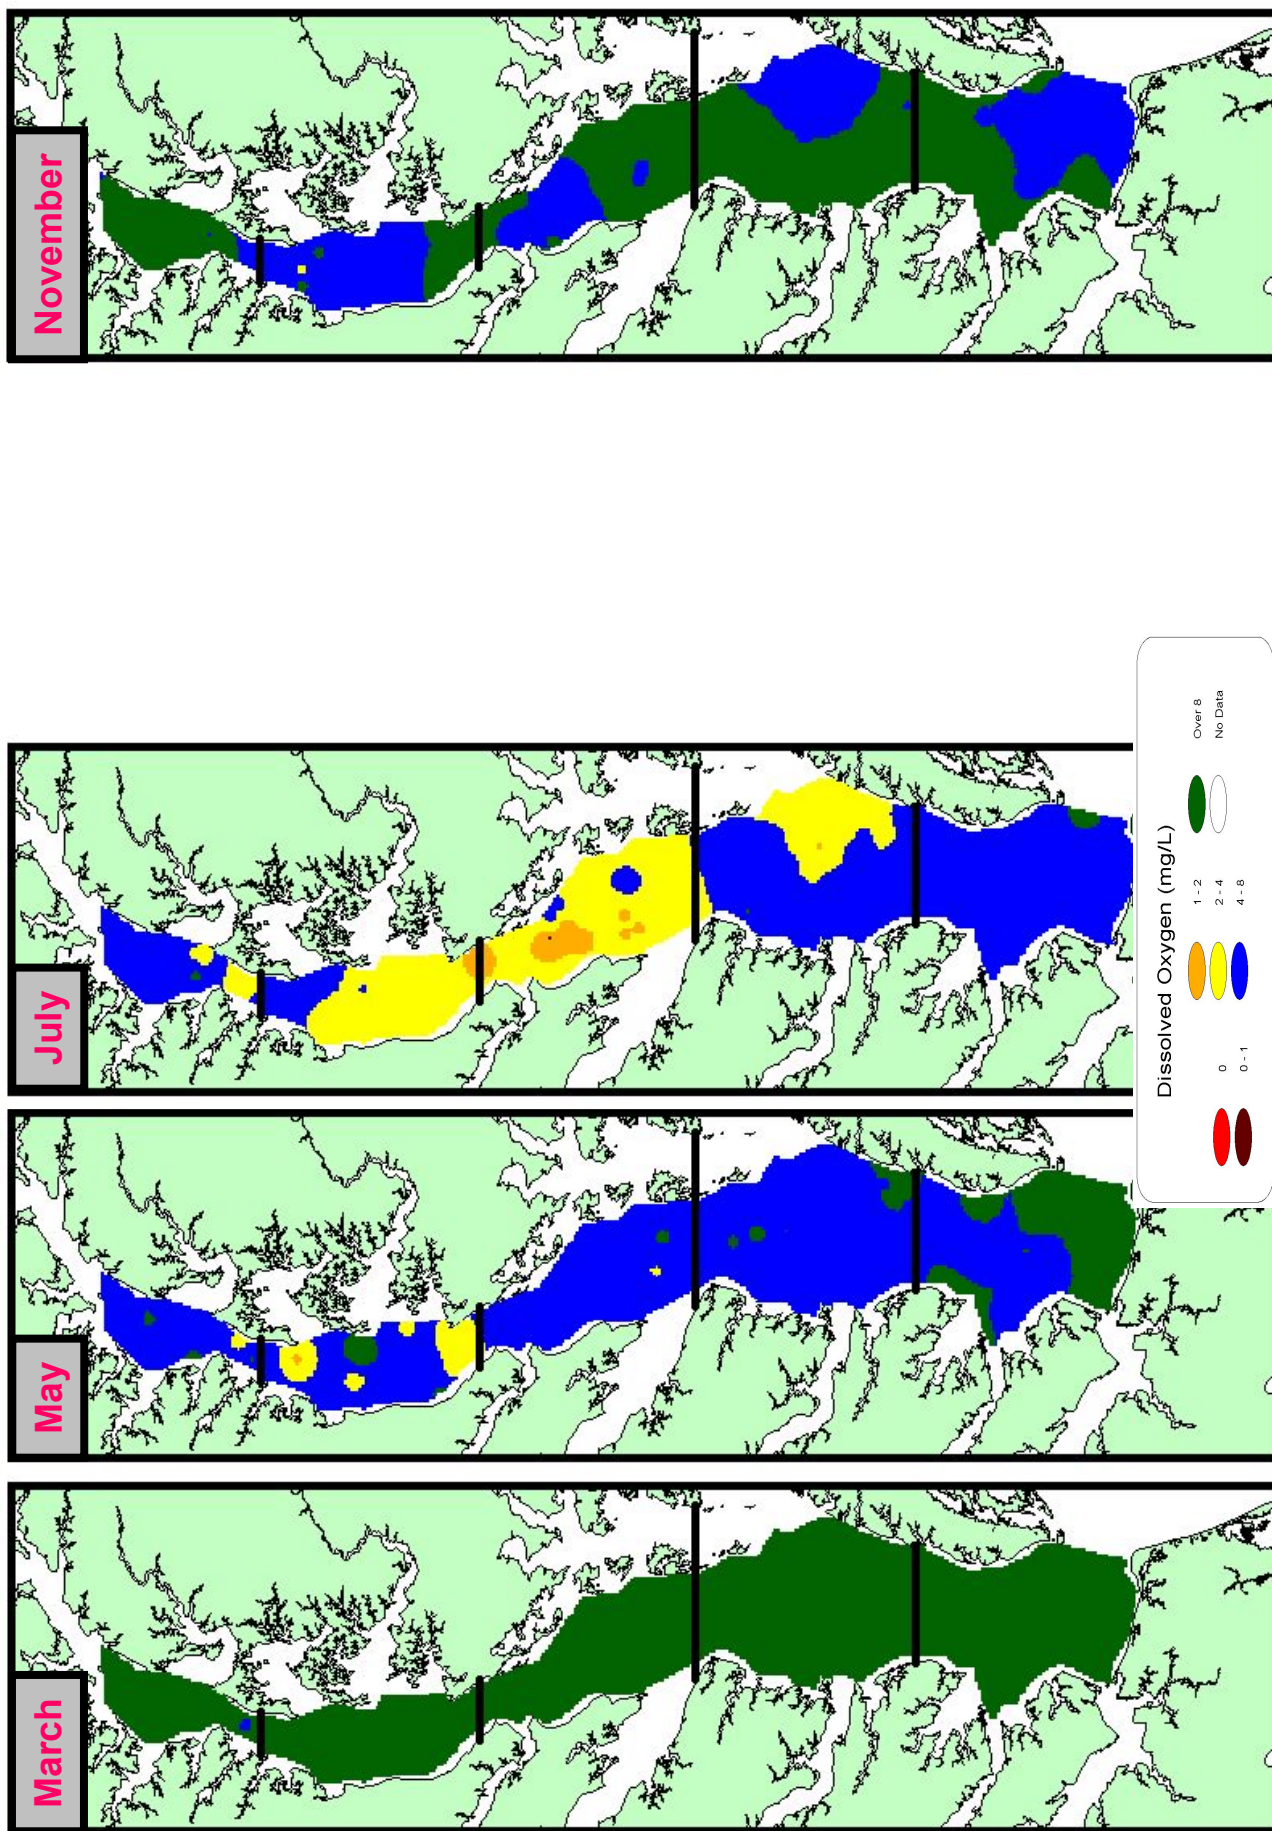 March
May
July
November
Dissolved Oxygen (mg/L)
0
0 - 1
1 - 2
2 - 4
4 - 8
Over 8
No Data